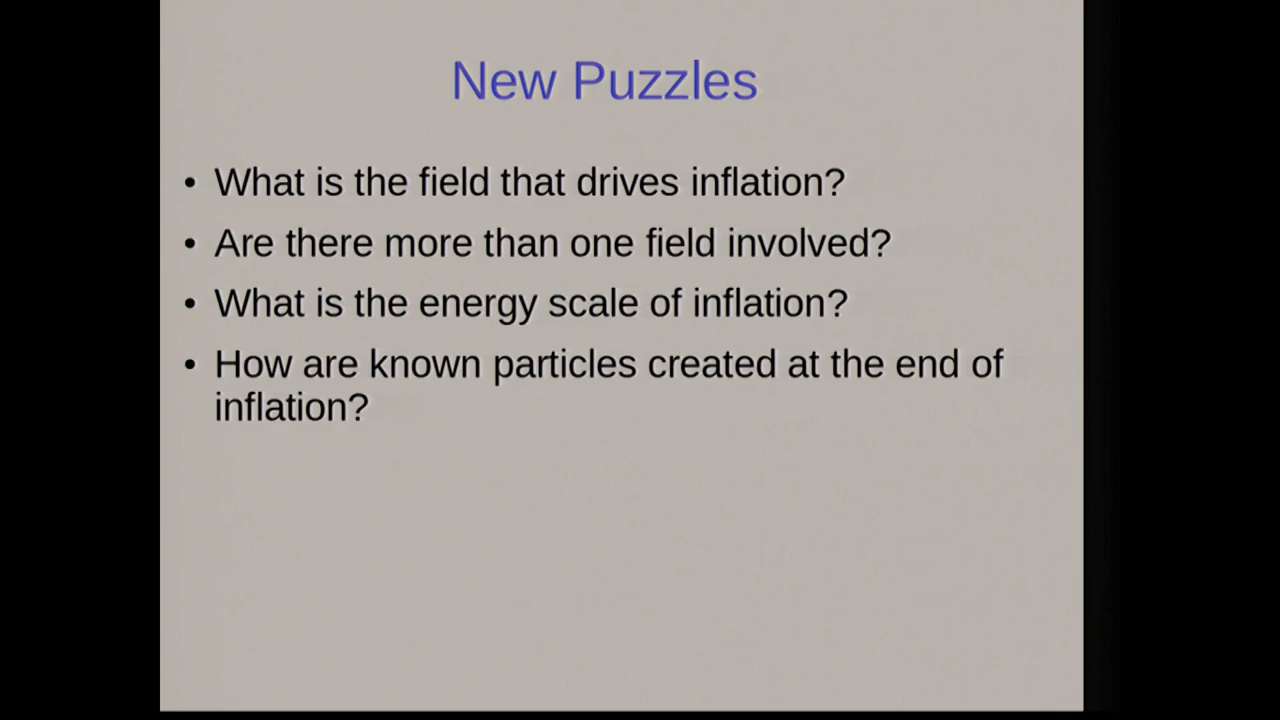 New Puzzles
• What is the field that drives inflation?
• Are there more than one field involved?
• What is the energy scale of inflation?
• How are known particles created at the end of
inflation?